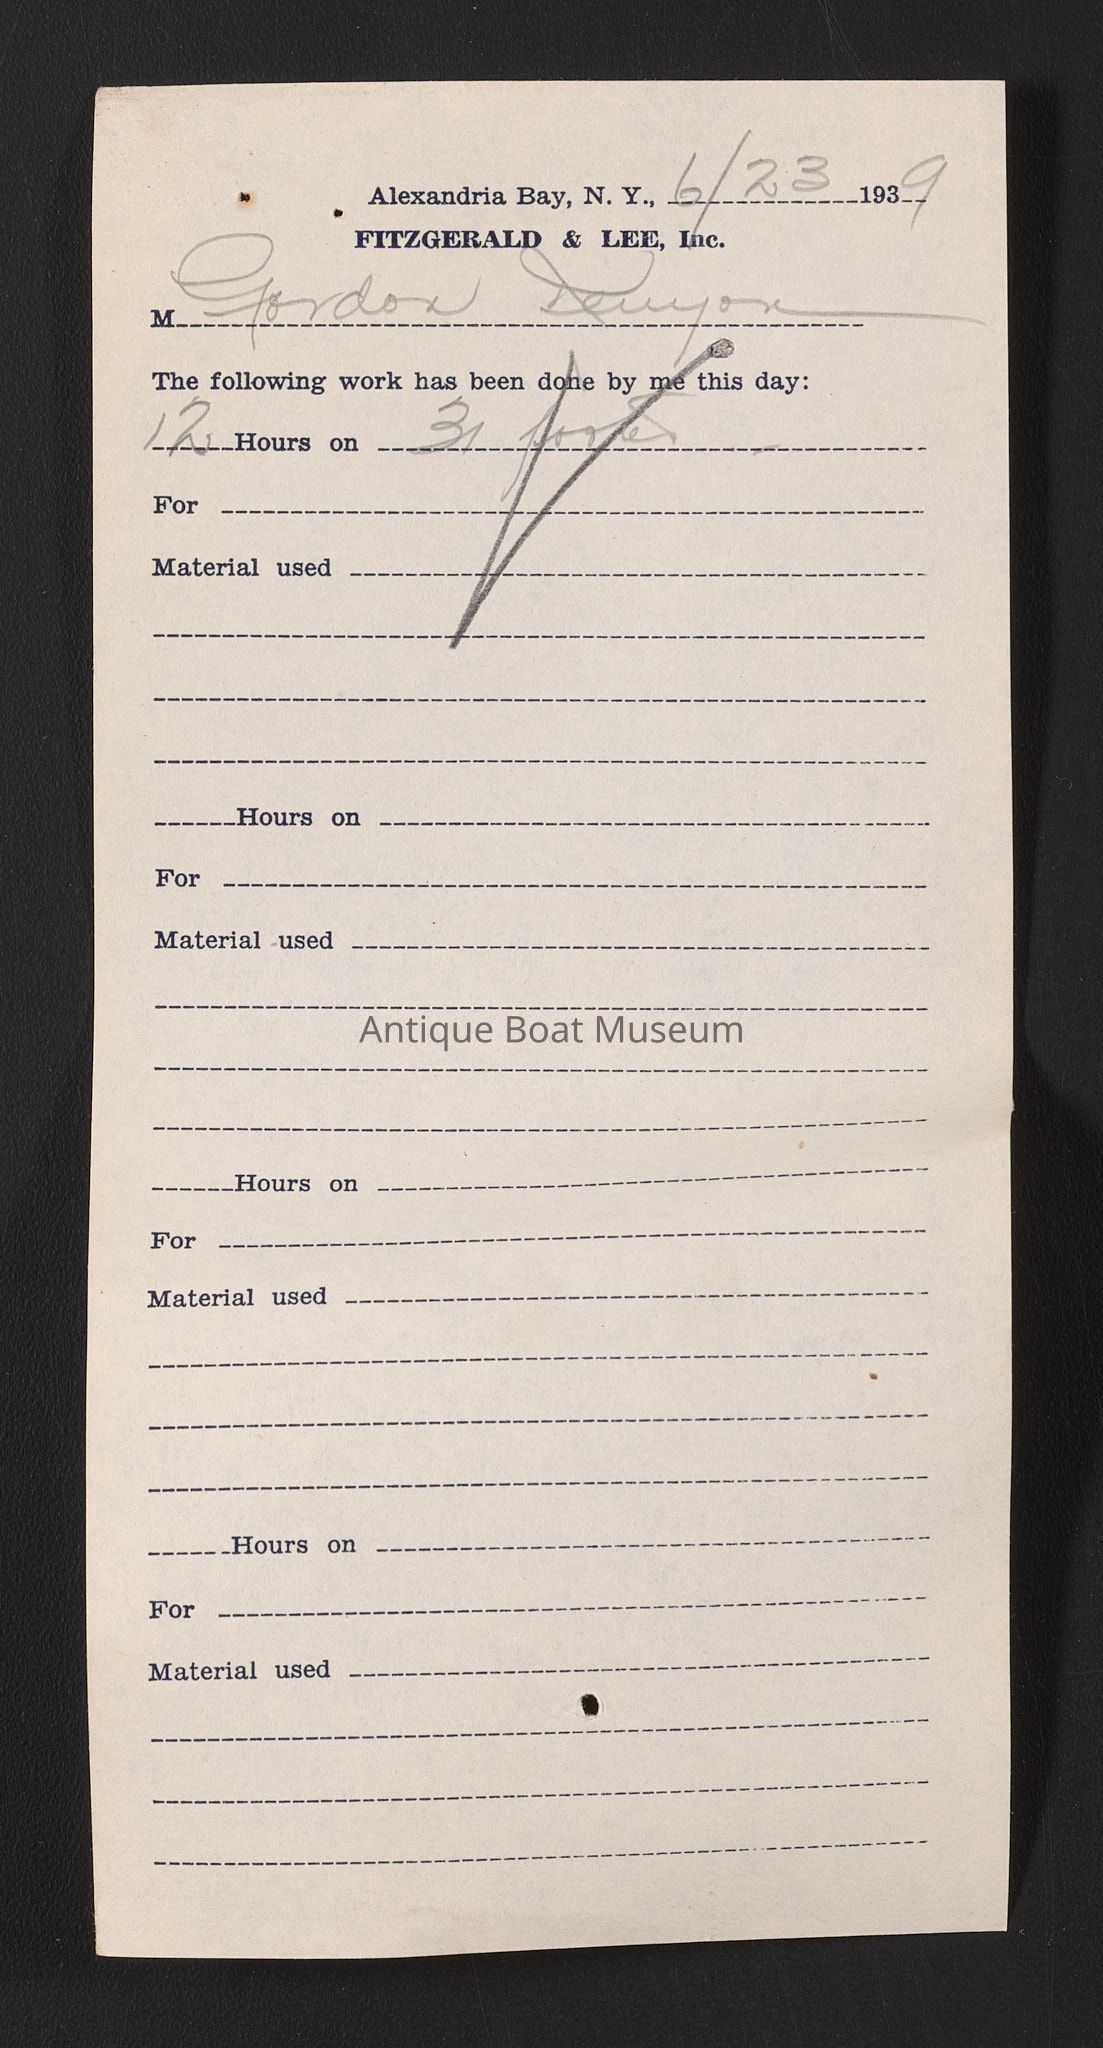 Alexandria Bay, N. Y., 6/23 1939
FITZGERALD & LEE, Inc.
M Gordon
The following work has been done by me this day:
12 Hours on 31 footer
For
Material used
Hours on
For
Material used
Antique Boat Museum
Hours on
For
Material used
Hours on
For
Material used